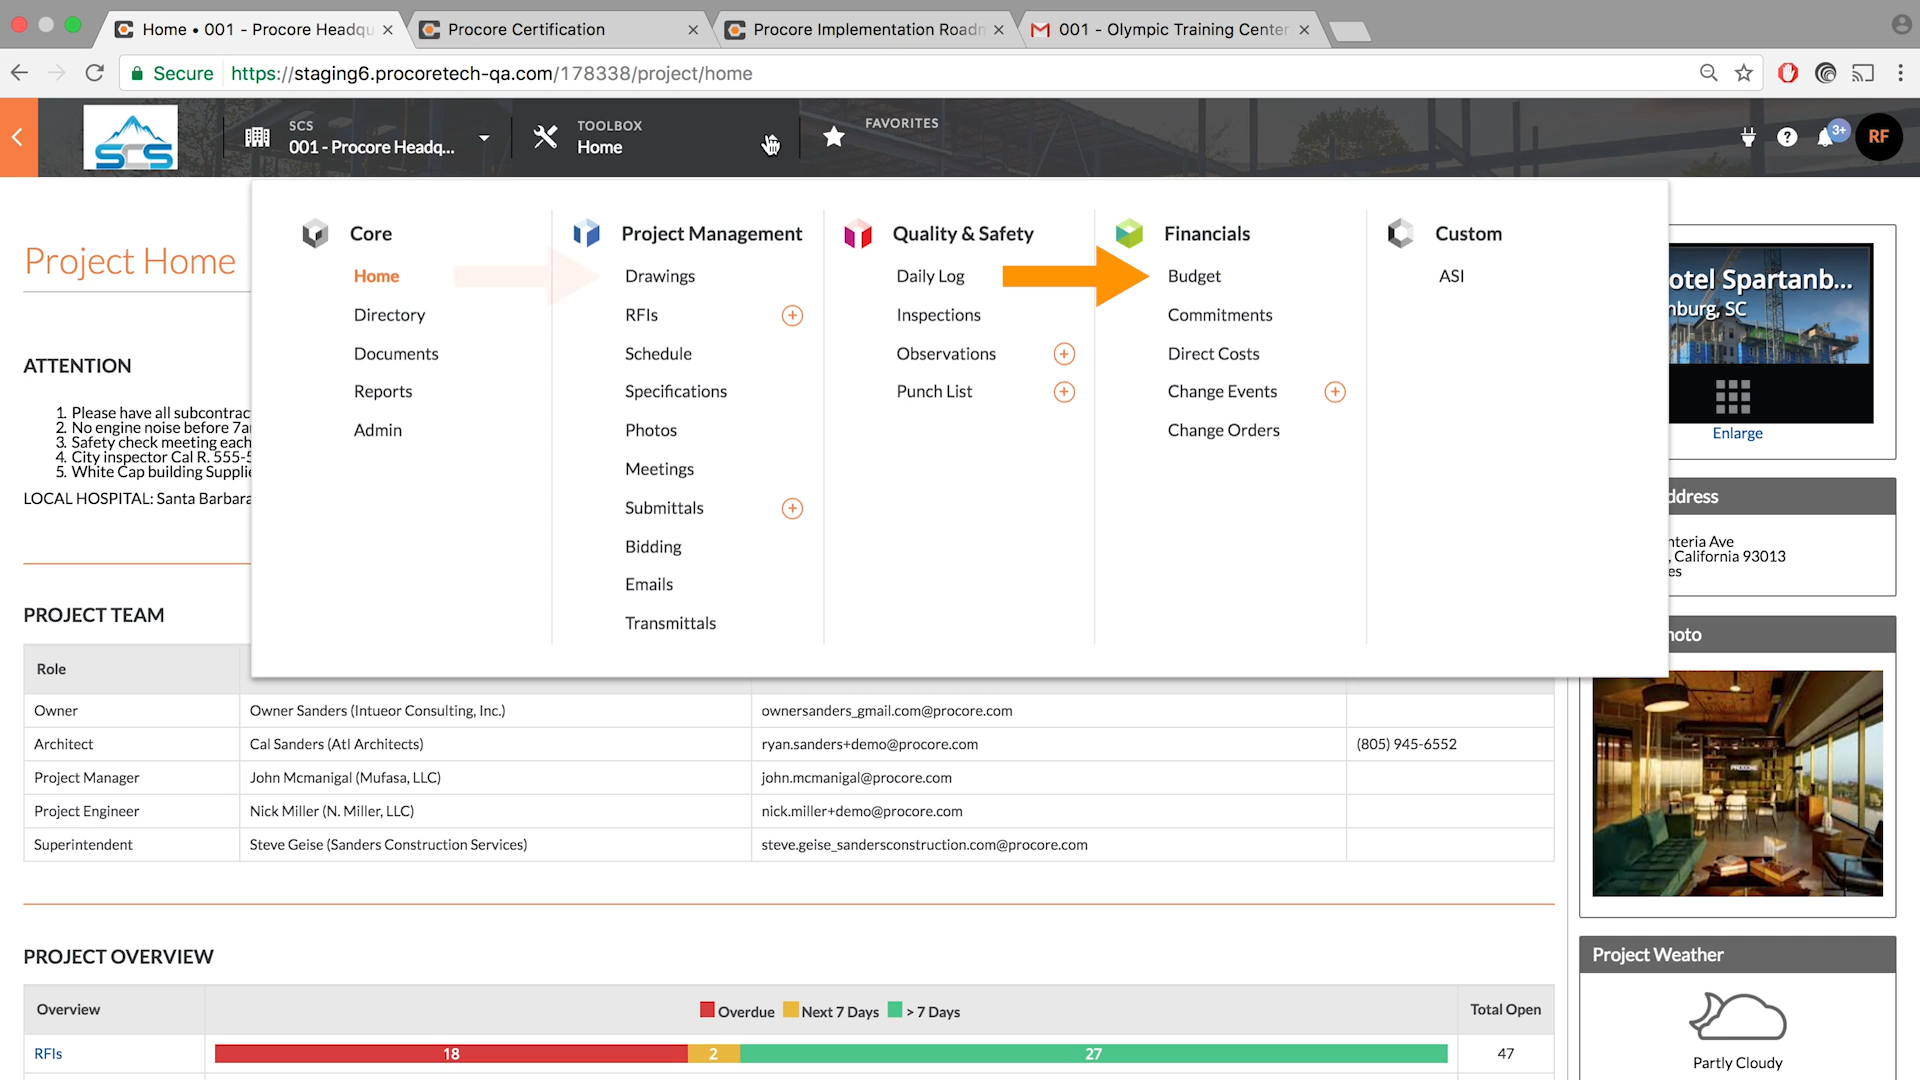 Home • 001 - Procore Headqu
Procore Certification
Procore Implementation Roadm
001 - Olympic Training Center
Secure
https://staging6.procoretech-qa.com/178338/project/home
SCS
SCS
001 - Procore Headq...
TOOLBOX
Home
FAVORITES
3+
RF
Core
Home
Directory
Documents
Reports
Admin
Project Management
Drawings
RFIs
Schedule
Specifications
Photos
Meetings
Submittals
Bidding
Emails
Transmittals
Quality & Safety
Daily Log
Inspections
Observations
Punch List
Financials
Budget
Commitments
Direct Costs
Change Events
Change Orders
Custom
ASI
Project Home
ATTENTION
1. Please have all subcontrac
2. No engine noise before 7a
3. Safety check meeting each
4. City inspector Cal R. 555-5
5. White Cap building Supplie
LOCAL HOSPITAL: Santa Barbara
PROJECT TEAM
Role
Owner Owner Sanders (Intueor Consulting, Inc.) ownersanders_gmail.com@procore.com
Architect Cal Sanders (Atl Architects) ryan.sanders+demo@procore.com (805) 945-6552
Project Manager John Mcmanigal (Mufasa, LLC) john.mcmanigal@procore.com
Project Engineer Nick Miller (N. Miller, LLC) nick.miller+demo@procore.com
Superintendent Steve Geise (Sanders Construction Services) steve.geise_sandersconstruction.com@procore.com
PROJECT OVERVIEW
Overview Overdue Next 7 Days > 7 Days Total Open
RFIs 18 2 27 47
otel Spartanb...
nburg, SC
Enlarge
ddress
nteria Ave
, California 93013
es
hoto
PROCORE
Project Weather
Partly Cloudy